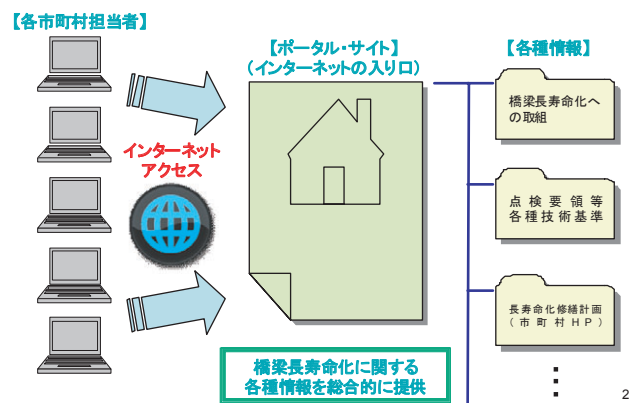 【各市町村担当者】
【ポータル・サイト】
（インターネットの入り口）
【各種情報】
インターネット
アクセス
橋梁長寿命化へ
の取組
点検要領等
各種技術基準
長寿命化修繕計画
（市町村HP）
橋梁長寿命化に関する
各種情報を総合的に提供
2